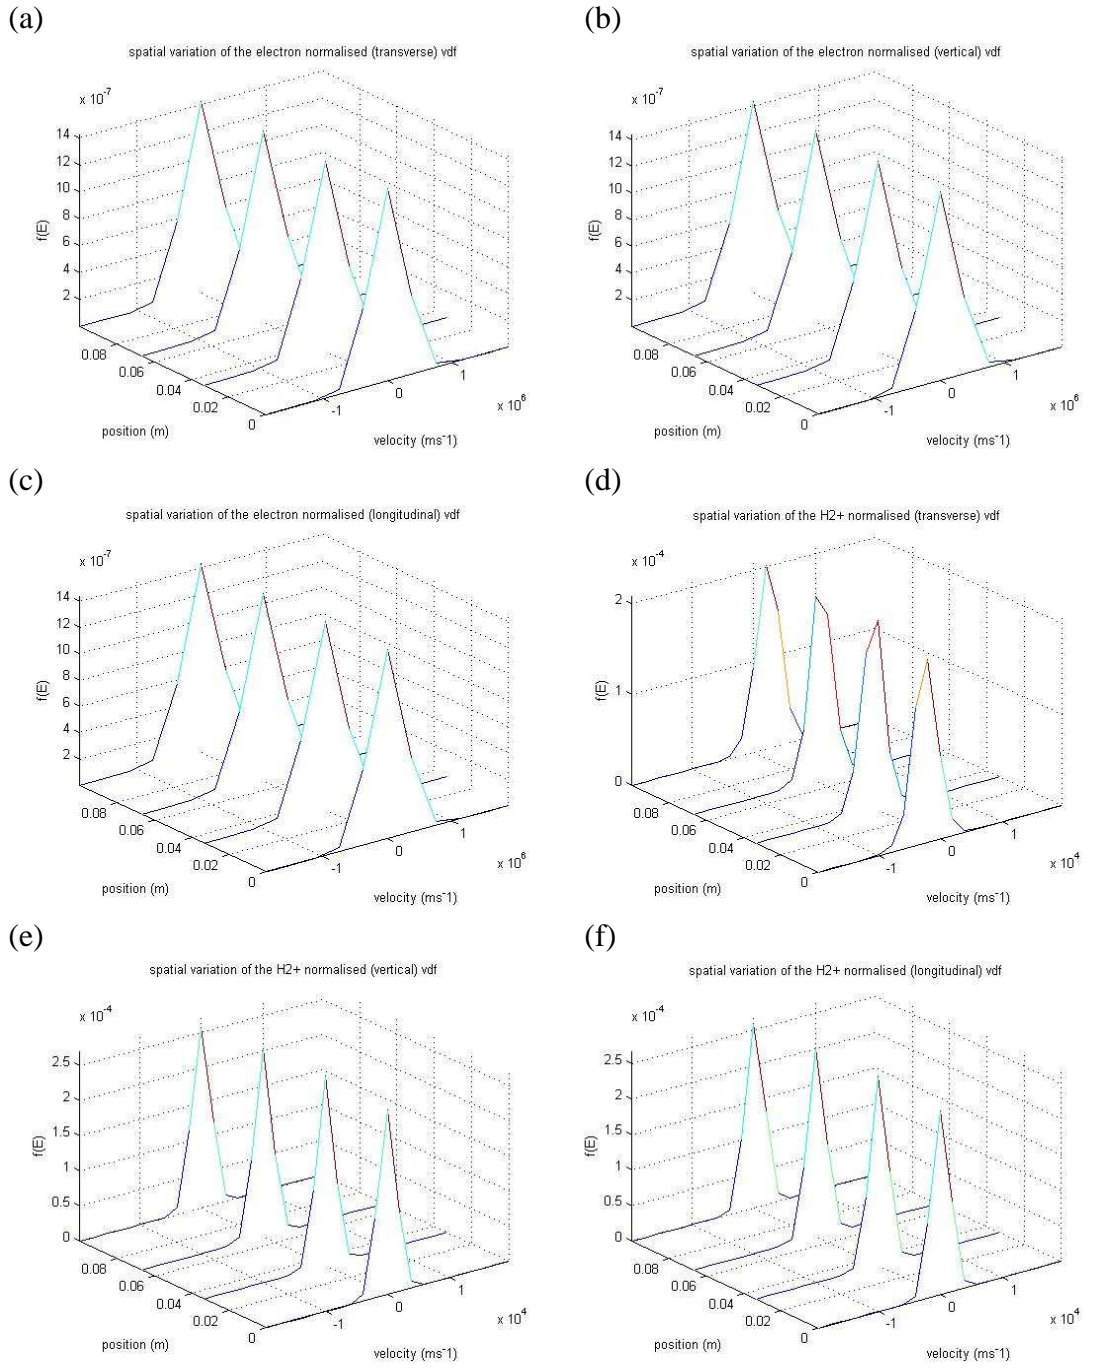 (a)
spatial variation of the electron normalised (transverse) vdf
x 10^-7
14
12
10
8
6
4
2
f(E)
0.08
0.06
0.04
0.02
0
position (m)
-1
0
1
x 10^6
velocity (ms^-1)
(b)
spatial variation of the electron normalised (vertical) vdf
x 10^-7
14
12
10
8
6
4
2
f(E)
0.08
0.06
0.04
0.02
0
position (m)
-1
0
1
x 10^6
velocity (ms^-1)
(c)
spatial variation of the electron normalised (longitudinal) vdf
x 10^-7
14
12
10
8
6
4
2
f(E)
0.08
0.06
0.04
0.02
0
position (m)
-1
0
1
x 10^6
velocity (ms^-1)
(d)
spatial variation of the H2+ normalised (transverse) vdf
x 10^-4
2
1
0
f(E)
0.08
0.06
0.04
0.02
0
position (m)
-1
0
1
x 10^4
velocity (ms^-1)
(e)
spatial variation of the H2+ normalised (vertical) vdf
x 10^-4
2.5
2
1.5
1
0.5
0
f(E)
0.08
0.06
0.04
0.02
0
position (m)
-1
0
1
x 10^4
velocity (ms^-1)
(f)
spatial variation of the H2+ normalised (longitudinal) vdf
x 10^-4
2.5
2
1.5
1
0.5
0
f(E)
0.08
0.06
0.04
0.02
0
position (m)
-1
0
1
x 10^4
velocity (ms^-1)